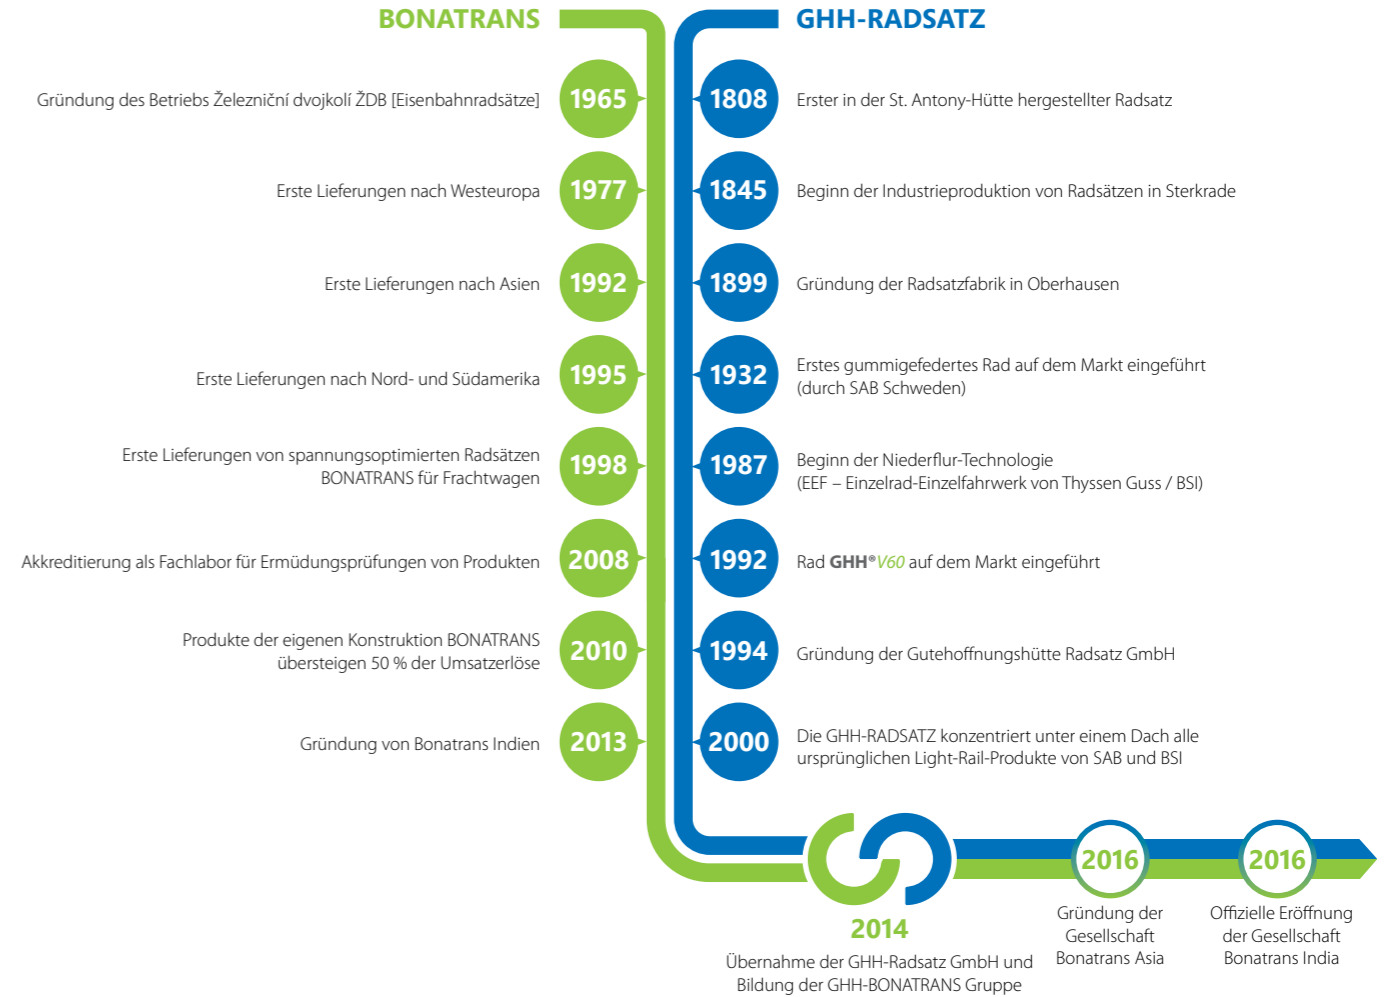 BONATRANS
Gründung des Betriebs Železniční dvojkolí ŽDB [Eisenbahnradsätze]
1965
Erste Lieferungen nach Westeuropa
1977
Erste Lieferungen nach Asien
1992
Erste Lieferungen nach Nord- und Südamerika
1995
Erste Lieferungen von spannungsoptimierten Radsätzen
BONATRANS für Frachtwagen
1998
Akkreditierung als Fachlabor für Ermüdungsprüfungen von Produkten
2008
Produkte der eigenen Konstruktion BONATRANS
übersteigen 50 % der Umsatzerlöse
2010
Gründung von Bonatrans Indien
2013
GHH-RADSATZ
1808
Erster in der St. Antony-Hütte hergestellter Radsatz
1845
Beginn der Industrieproduktion von Radsätzen in Sterkrade
1899
Gründung der Radsatzfabrik in Oberhausen
1932
Erstes gummigefedertes Rad auf dem Markt eingeführt
(durch SAB Schweden)
1987
Beginn der Niederflur-Technologie
(EEF – Einzelrad-Einzelfahrwerk von Thyssen Guss / BSI)
1992
Rad GHH®V60 auf dem Markt eingeführt
1994
Gründung der Gutehoffnungshütte Radsatz GmbH
2000
Die GHH-RADSATZ konzentriert unter einem Dach alle
ursprünglichen Light-Rail-Produkte von SAB und BSI
2014
Übernahme der GHH-Radsatz GmbH und
Bildung der GHH-BONATRANS Gruppe
2016
Gründung der
Gesellschaft
Bonatrans Asia
2016
Offizielle Eröffnung
der Gesellschaft
Bonatrans India